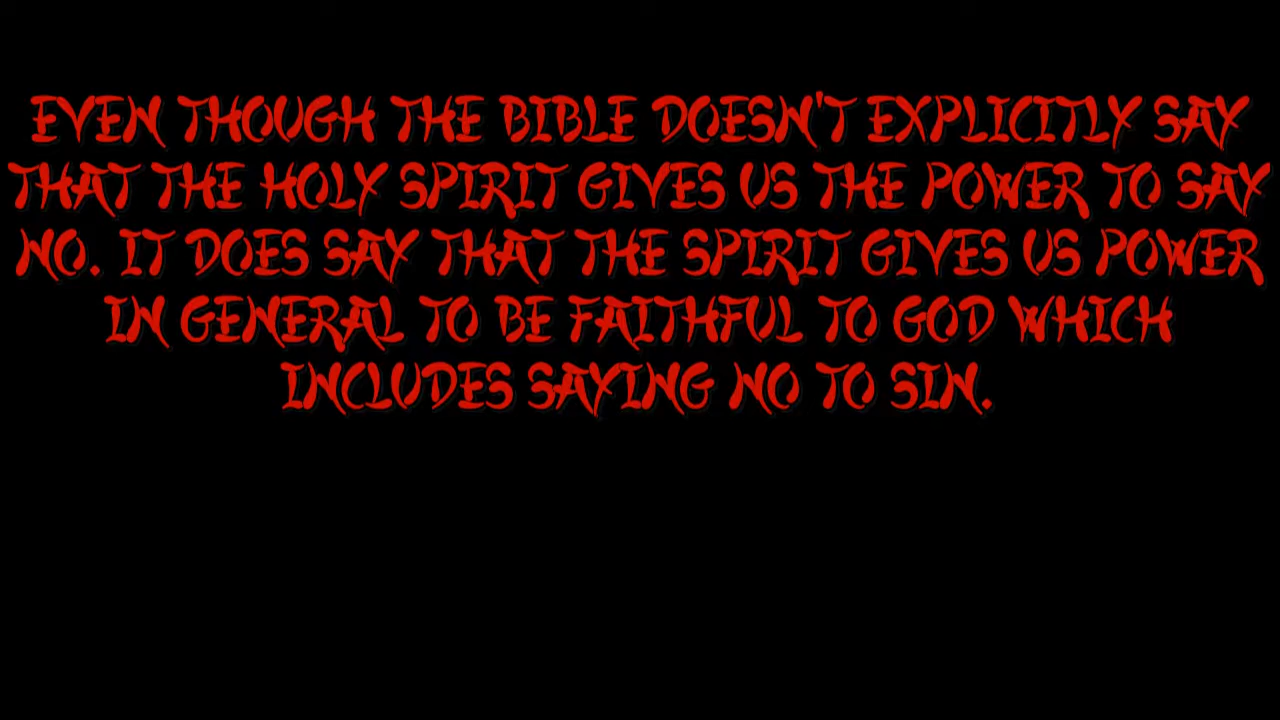 EVEN THOUGH THE BIBLE DOESN'T EXPLICITLY SAY
THAT THE HOLY SPIRIT GIVES US THE POWER TO SAY
NO. IT DOES SAY THAT THE SPIRIT GIVES US POWER
IN GENERAL TO BE FAITHFUL TO GOD WHICH
INCLUDES SAYING NO TO SIN.